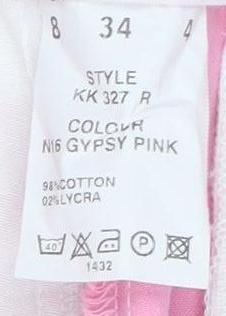 8 34 4
STYLE
KK 327 R
COLOUR
N16 GYPSY PINK
98%COTTON
02%LYCRA
40°
P
1432